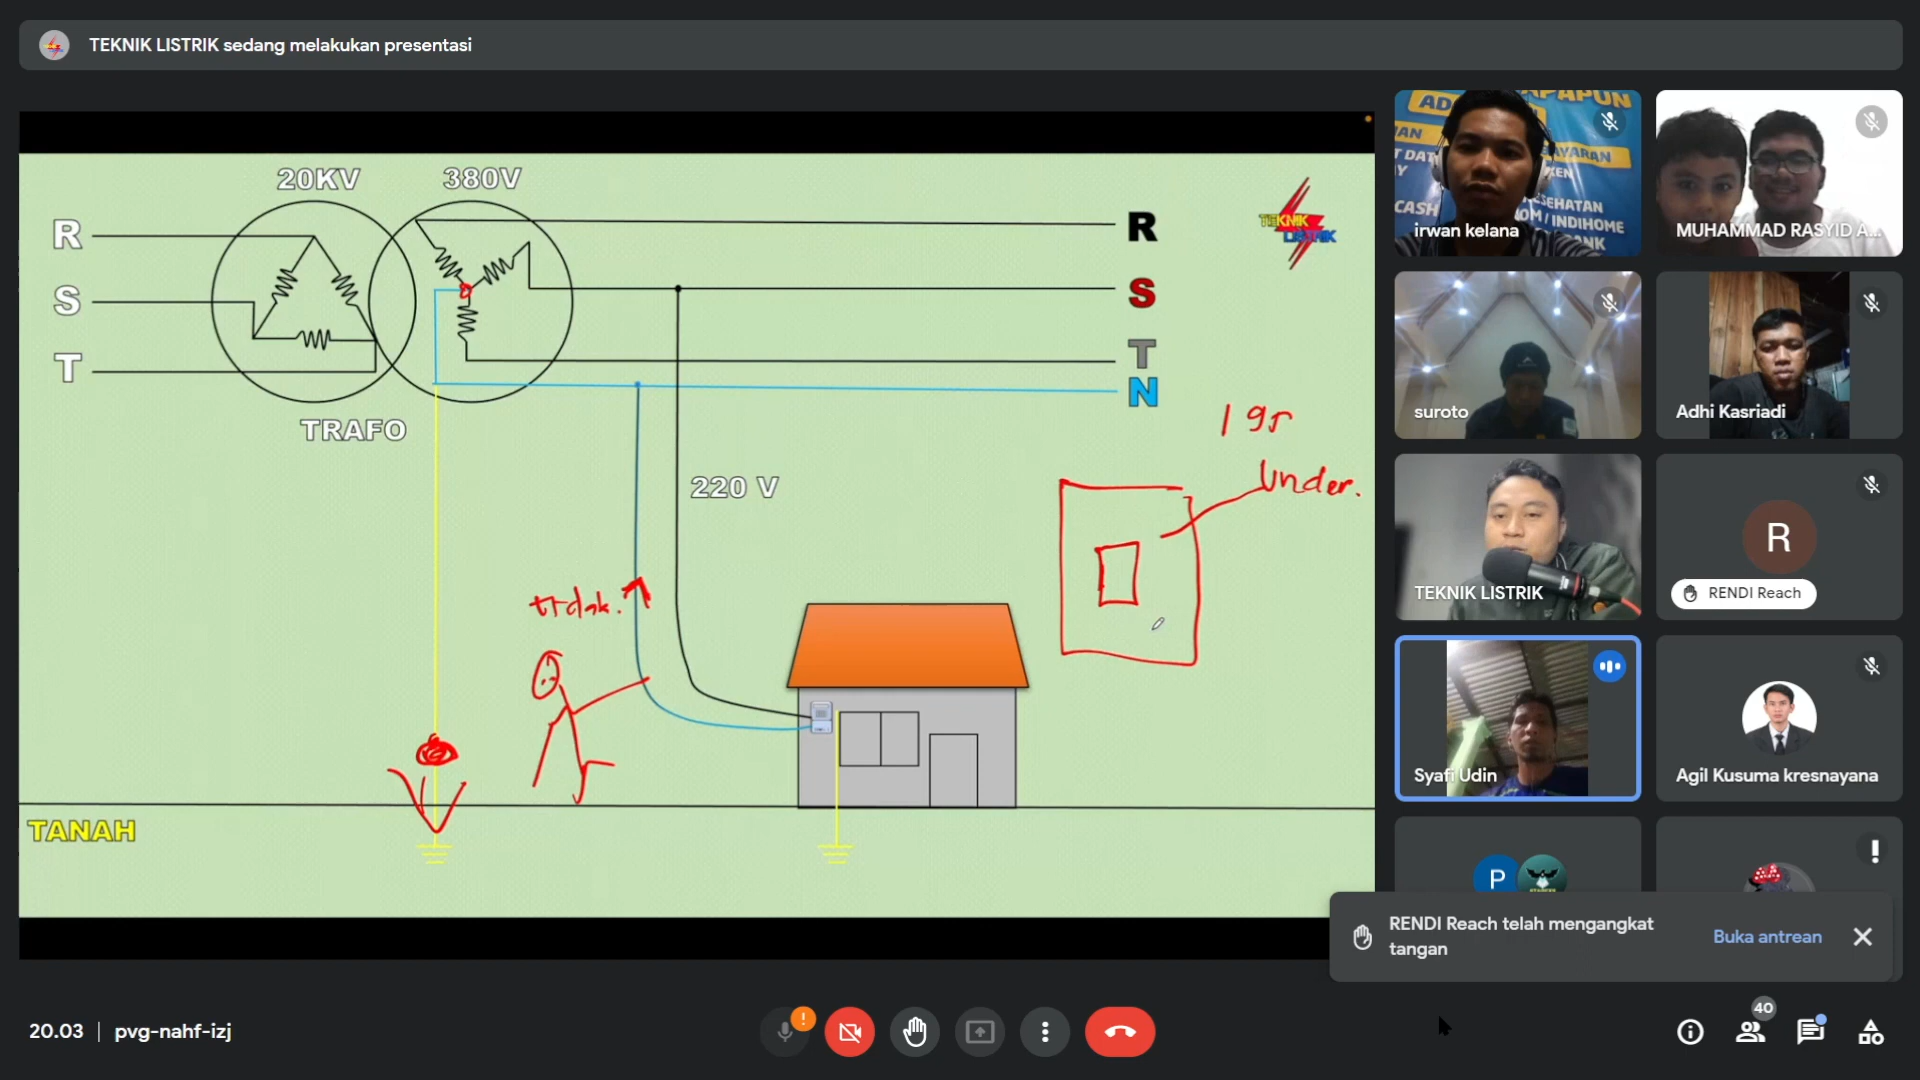 TEKNIK LISTRIK sedang melakukan presentasi
20KV
380V
R
S
T
R
S
T
N
TEKNIK
LISTRIK
TRAFO
220 V
1 gr
Under.
TANAH
irwan kelana
MUHAMMAD RASYID A...
suroto
Adhi Kasriadi
TEKNIK LISTRIK
R
RENDI Reach
Syafi Udin
Agil Kusuma kresnayana
P
RENDI Reach telah mengangkat
tangan
Buka antrean
20.03
pvg-nahf-izj
40